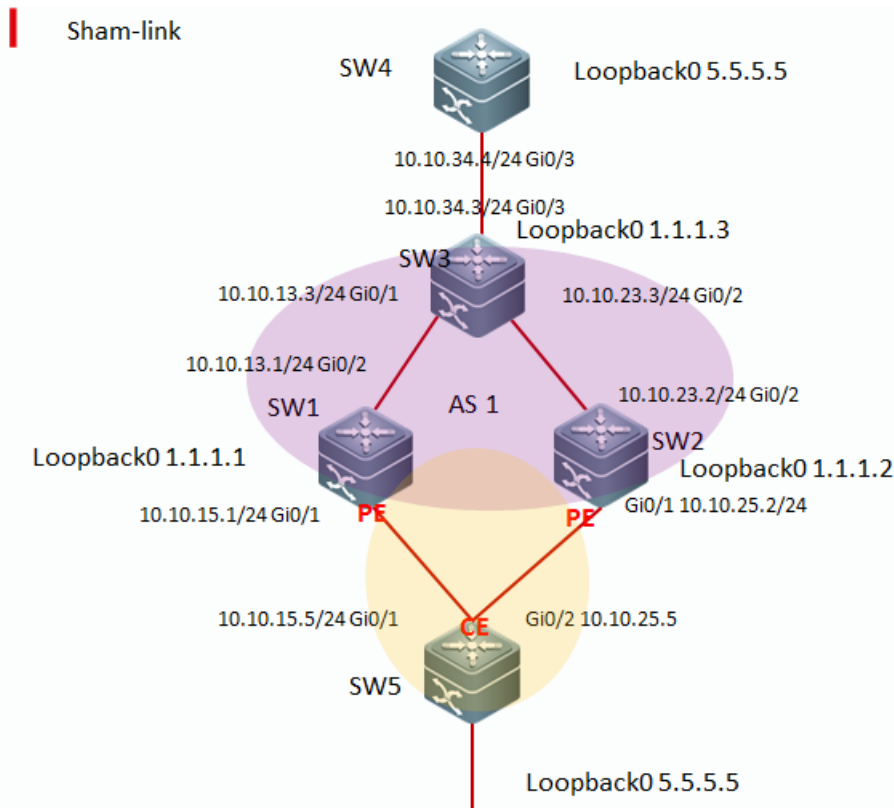 Sham-link
SW4
Loopback0 5.5.5.5
10.10.34.4/24 Gi0/3
10.10.34.3/24 Gi0/3
Loopback0 1.1.1.3
SW3
10.10.13.3/24 Gi0/1
10.10.23.3/24 Gi0/2
10.10.13.1/24 Gi0/2
10.10.23.2/24 Gi0/2
SW1
AS 1
SW2
Loopback0 1.1.1.1
Loopback0 1.1.1.2
10.10.15.1/24 Gi0/1
PE
PE
Gi0/1 10.10.25.2/24
10.10.15.5/24 Gi0/1
CE
Gi0/2 10.10.25.5
SW5
Loopback0 5.5.5.5